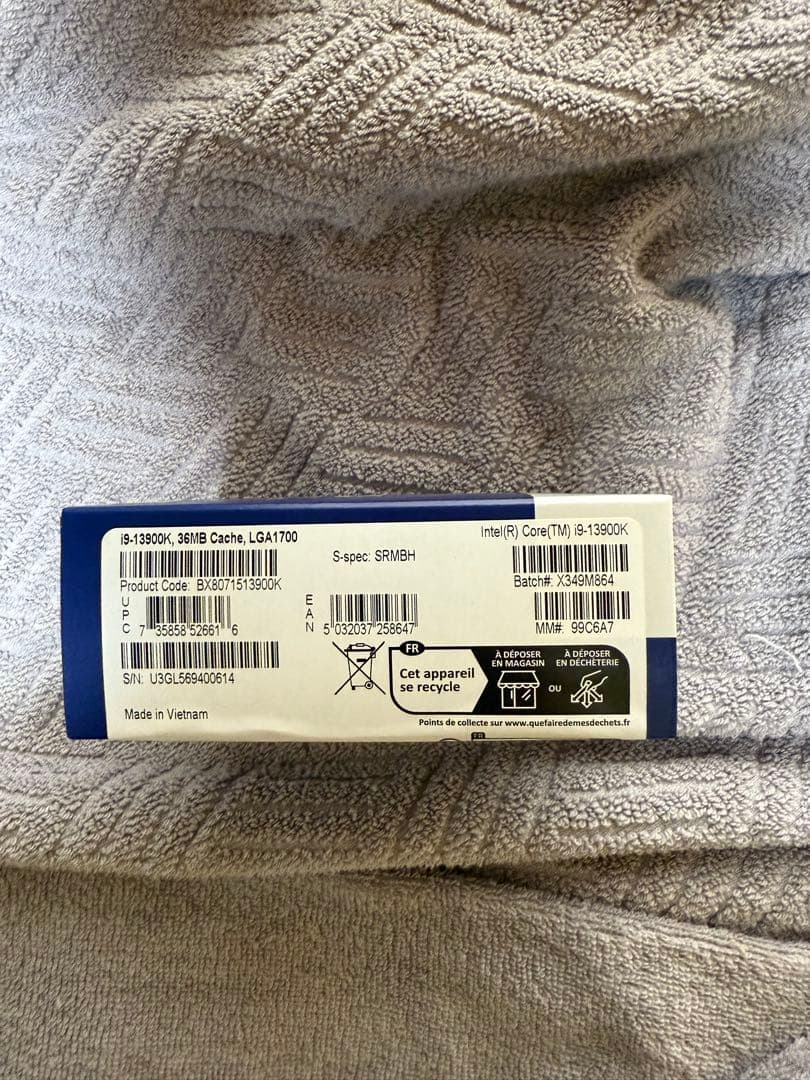 i9-13900K, 36MB Cache, LGA1700
Intel(R) Core(TM) i9-13900K
S-spec: SRMBH
Product Code: BX8071513900K
Batch#: X349M864
UPC 7 35858 52661 6
EAN 5 032037 258647
MM#: 99C6A7
S/N: U3GL569400614
FR
Cet appareil
se recycle
À DÉPOSER
EN MAGASIN
OU
À DÉPOSER
EN DÉCHÈTERIE
Points de collecte sur www.quefairedemesdechets.fr
Made in Vietnam
FR